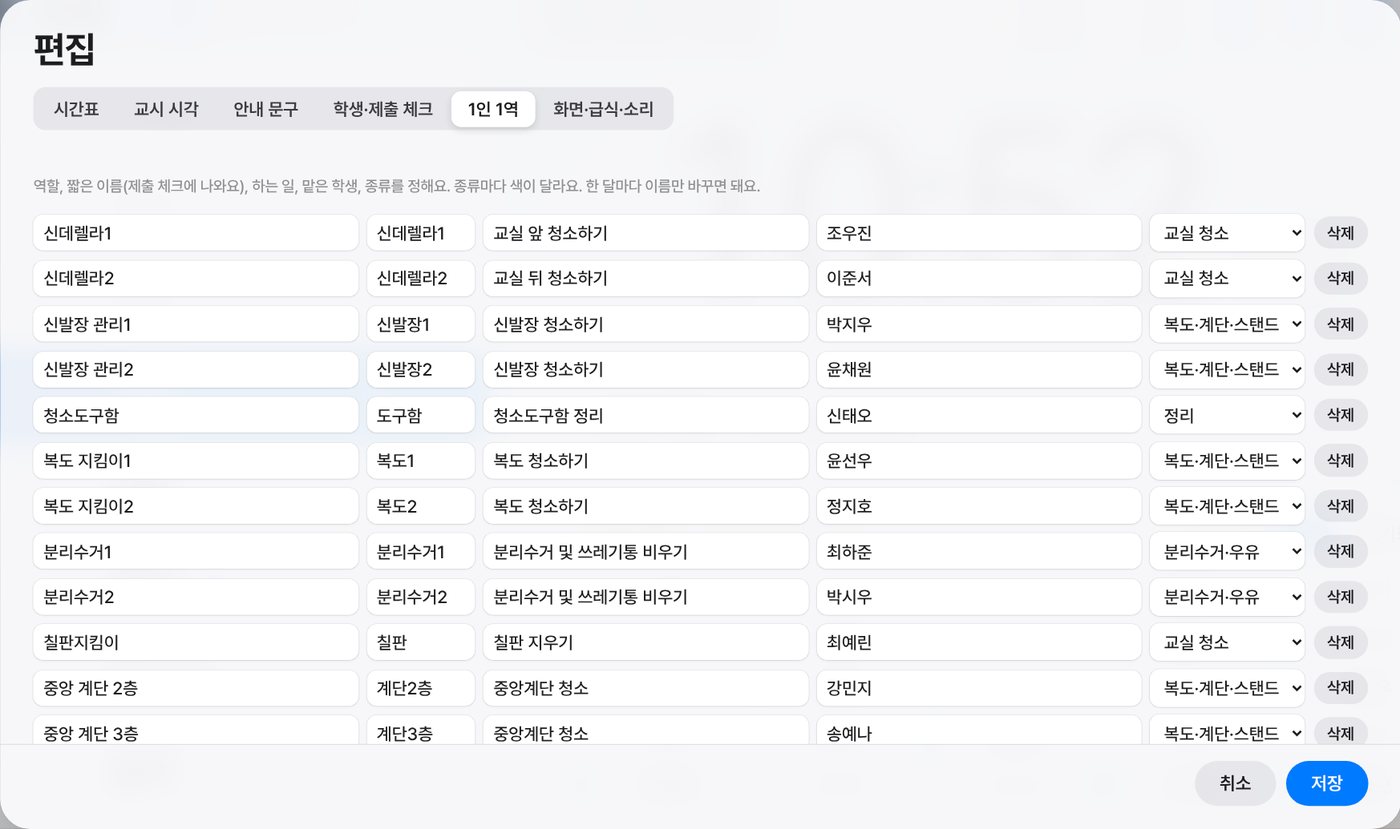 편집
시간표 교시 시각 안내 문구 학생·제출 체크 1인 1역 화면·급식·소리
역할, 짧은 이름(제출 체크에 나와요), 하는 일, 맡은 학생, 종류를 정해요. 종류마다 색이 달라요. 한 달마다 이름만 바꾸면 돼요.
신데렐라1 신데렐라1 교실 앞 청소하기 조우진 교실 청소 삭제
신데렐라2 신데렐라2 교실 뒤 청소하기 이준서 교실 청소 삭제
신발장 관리1 신발장1 신발장 청소하기 박지우 복도·계단·스탠드 삭제
신발장 관리2 신발장2 신발장 청소하기 윤채원 복도·계단·스탠드 삭제
청소도구함 도구함 청소도구함 정리 신태오 정리 삭제
복도 지킴이1 복도1 복도 청소하기 윤선우 복도·계단·스탠드 삭제
복도 지킴이2 복도2 복도 청소하기 정지호 복도·계단·스탠드 삭제
분리수거1 분리수거1 분리수거 및 쓰레기통 비우기 최하준 분리수거·우유 삭제
분리수거2 분리수거2 분리수거 및 쓰레기통 비우기 박시우 분리수거·우유 삭제
칠판지킴이 칠판 칠판 지우기 최예린 교실 청소 삭제
중앙 계단 2층 계단2층 중앙계단 청소 강민지 복도·계단·스탠드 삭제
중앙 계단 3층 계단3층 중앙계단 청소 송예나 복도·계단·스탠드 삭제
취소 저장